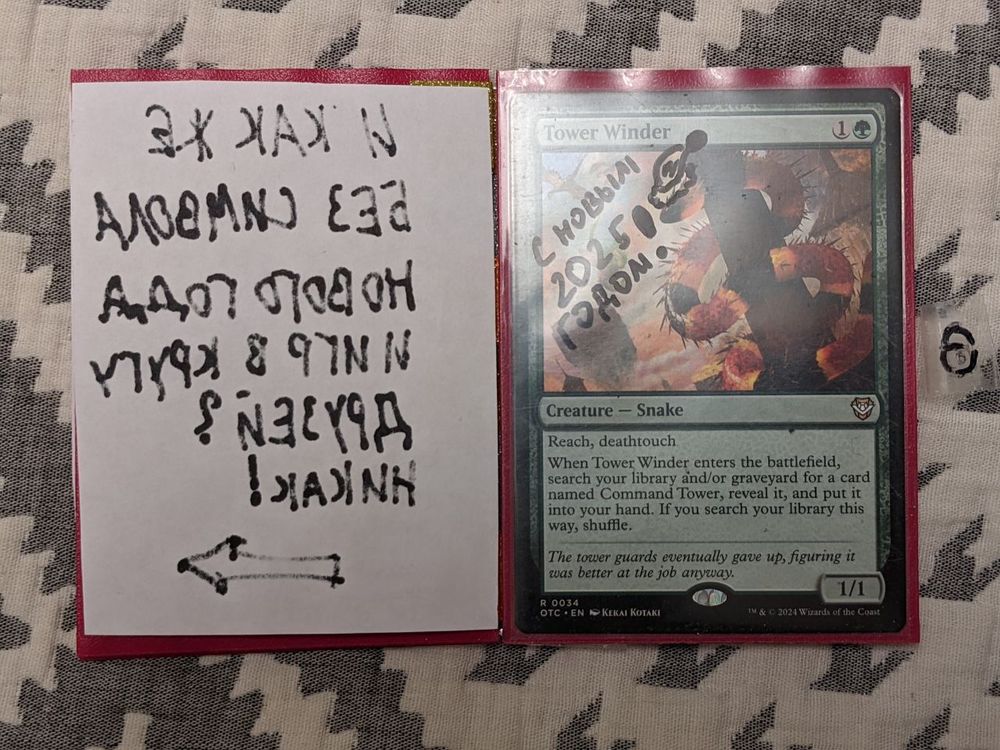 И КАК ЖЕ
БЕЗ СИМВОЛА
НОВОГО ГОДА
И ИГР В КРУГУ
ДРУЗЕЙ?
НИКАК!
Tower Winder 1
С НОВЫМ
2025
ГОДОМ!
Creature — Snake
Reach, deathtouch
When Tower Winder enters the battlefield,
search your library and/or graveyard for a card
named Command Tower, reveal it, and put it
into your hand. If you search your library this
way, shuffle.
The tower guards eventually gave up, figuring it
was better at the job anyway.
1/1
R 0034
OTC • EN KEKAI KOTAKI
™ & © 2024 Wizards of the Coast